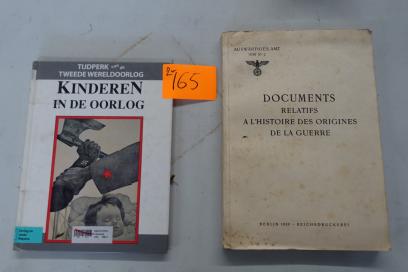 TIJDPERK van de
TWEEDE WERELDOORLOG
KINDEREN
IN DE OORLOG
765
AUSWÄRTIGES AMT
DOCUMENTS
RELATIFS
A L'HISTOIRE DES ORIGINES
DE LA GUERRE
BERLIN 1939 · REICHSDRUCKEREI